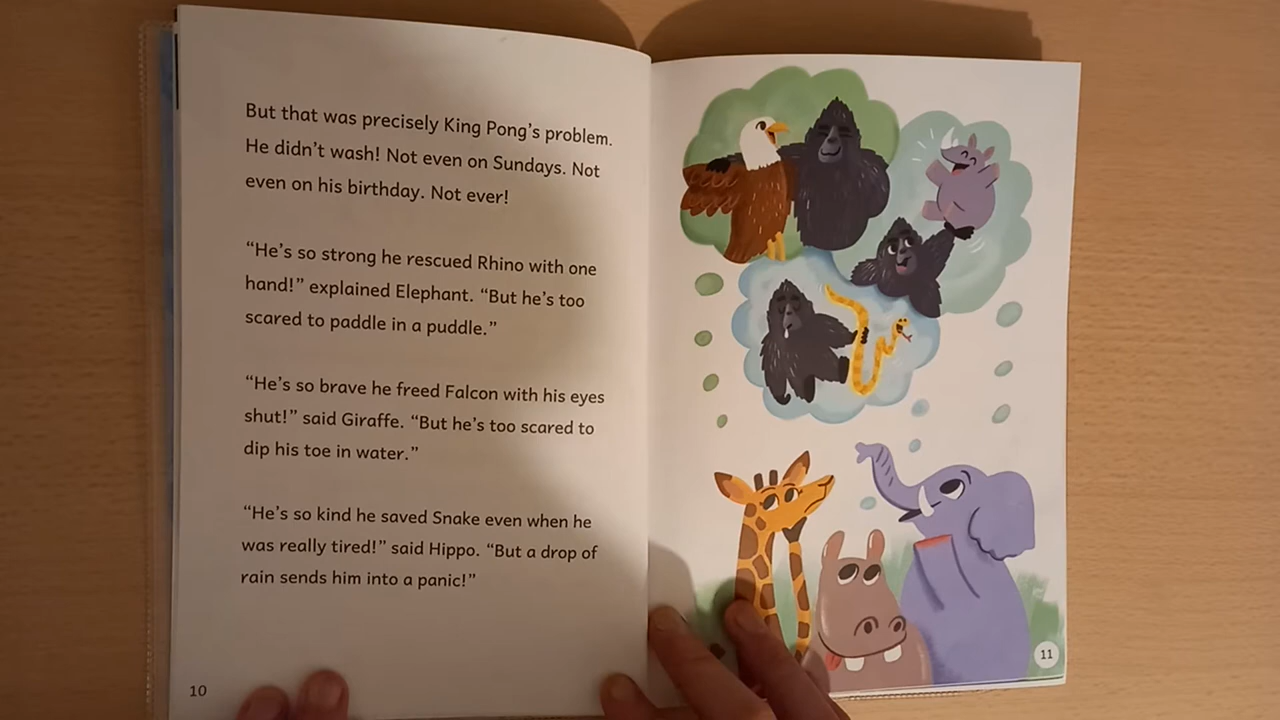 But that was precisely King Pong's problem.
He didn't wash! Not even on Sundays. Not
even on his birthday. Not ever!
“He's so strong he rescued Rhino with one
hand!” explained Elephant. “But he's too
scared to paddle in a puddle.”
“He's so brave he freed Falcon with his eyes
shut!” said Giraffe. “But he's too scared to
dip his toe in water.”
“He's so kind he saved Snake even when he
was really tired!” said Hippo. “But a drop of
rain sends him into a panic!”
10
11